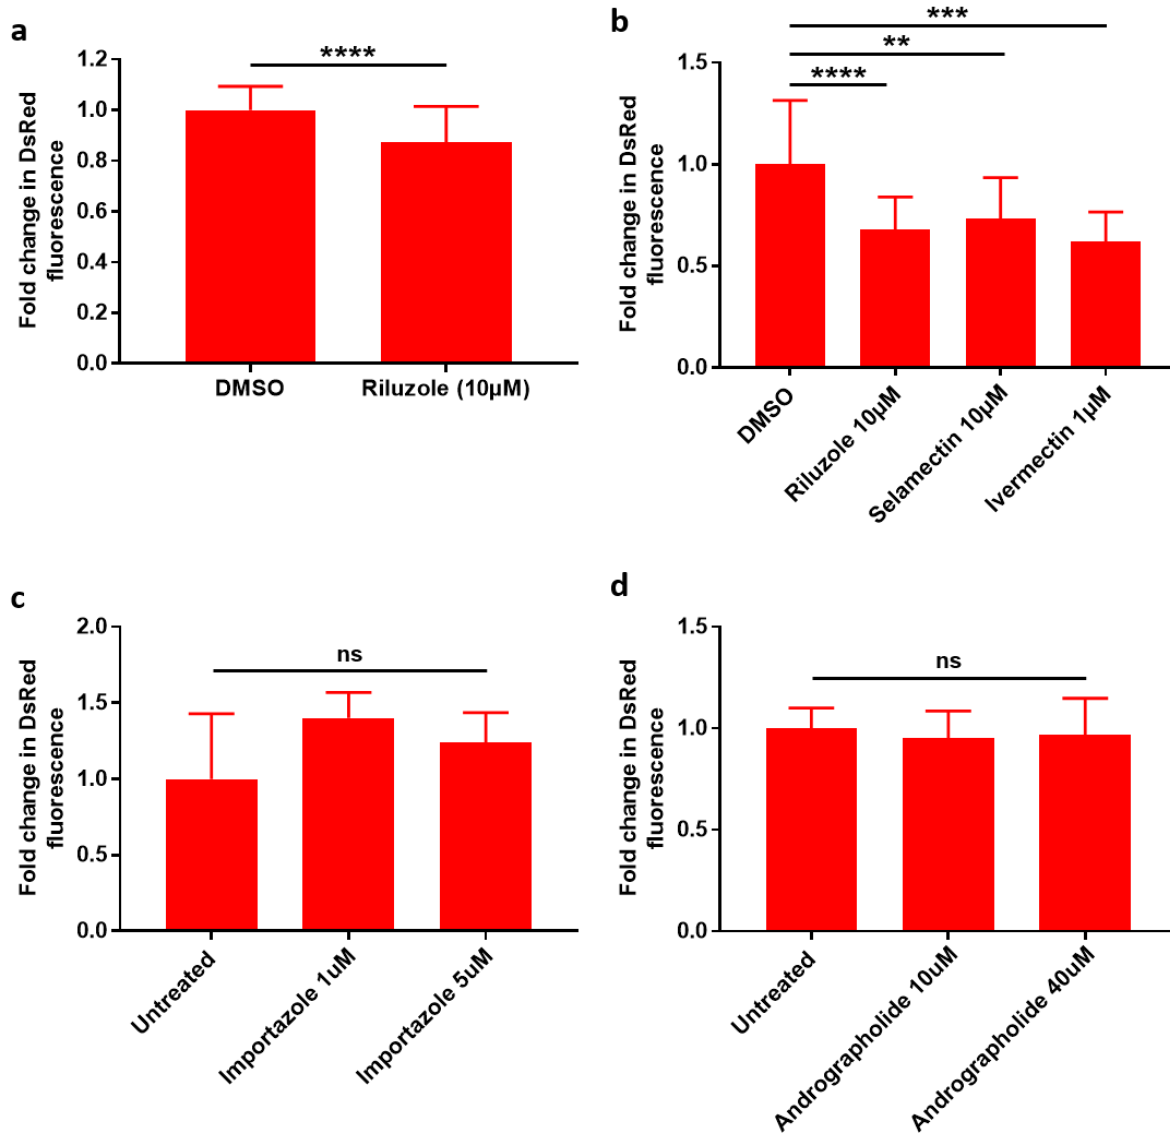 a
****
Fold change in DsRed
fluorescence
1.2
1.0
0.8
0.6
0.4
0.2
0.0
DMSO
Riluzole (10µM)
b
***
**
****
Fold change in DsRed
fluorescence
1.5
1.0
0.5
0.0
DMSO
Riluzole 10µM
Selamectin 10µM
Ivermectin 1µM
c
ns
Fold change in DsRed
fluorescence
2.0
1.5
1.0
0.5
0.0
Untreated
Importazole 1uM
Importazole 5uM
d
ns
Fold change in DsRed
fluorescence
1.5
1.0
0.5
0.0
Untreated
Andrographolide 10uM
Andrographolide 40uM